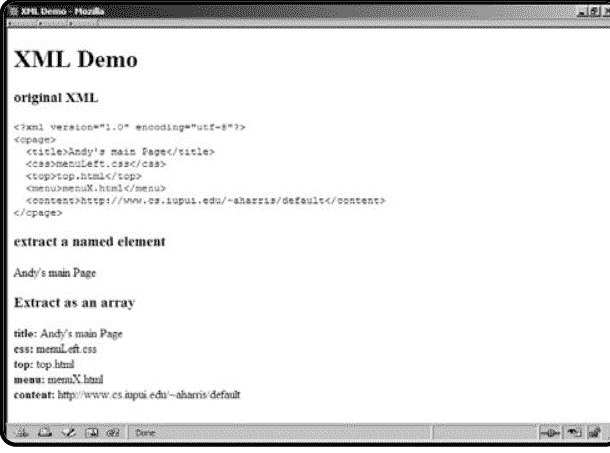 XML Demo - Mozilla
XML Demo
original XML
<?xml version="1.0" encoding="utf-8"?>
<cpage>
<title>Andy's main Page</title>
<css>menuLeft.css</css>
<top>top.html</top>
<menu>menuX.html</menu>
<content>http://www.cs.iupui.edu/~aharris/default</content>
</cpage>
extract a named element
Andy's main Page
Extract as an array
title: Andy's main Page
css: menuLeft.css
top: top.html
menu: menuX.html
content: http://www.cs.iupui.edu/~aharris/default
Done